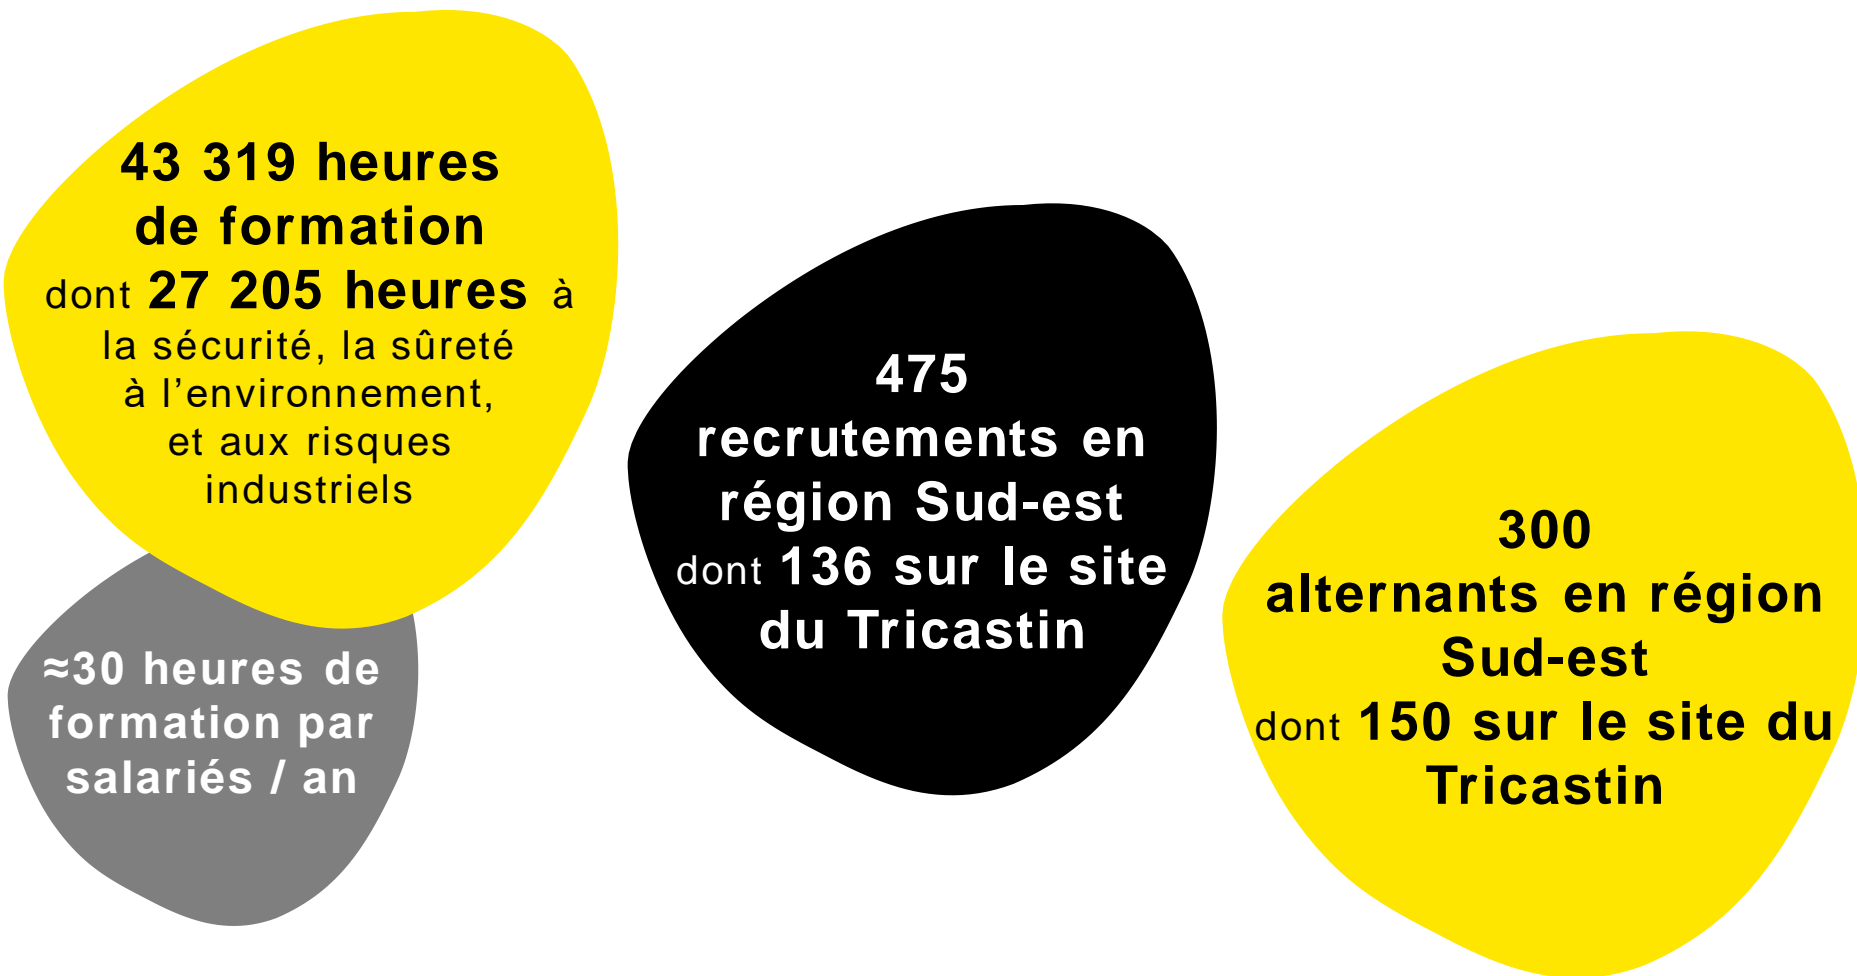 43 319 heures
de formation
dont 27 205 heures à
la sécurité, la sûreté
à l’environnement,
et aux risques
industriels
≈30 heures de
formation par
salariés / an
475
recrutements en
région Sud-est
dont 136 sur le site
du Tricastin
300
alternants en région
Sud-est
dont 150 sur le site du
Tricastin